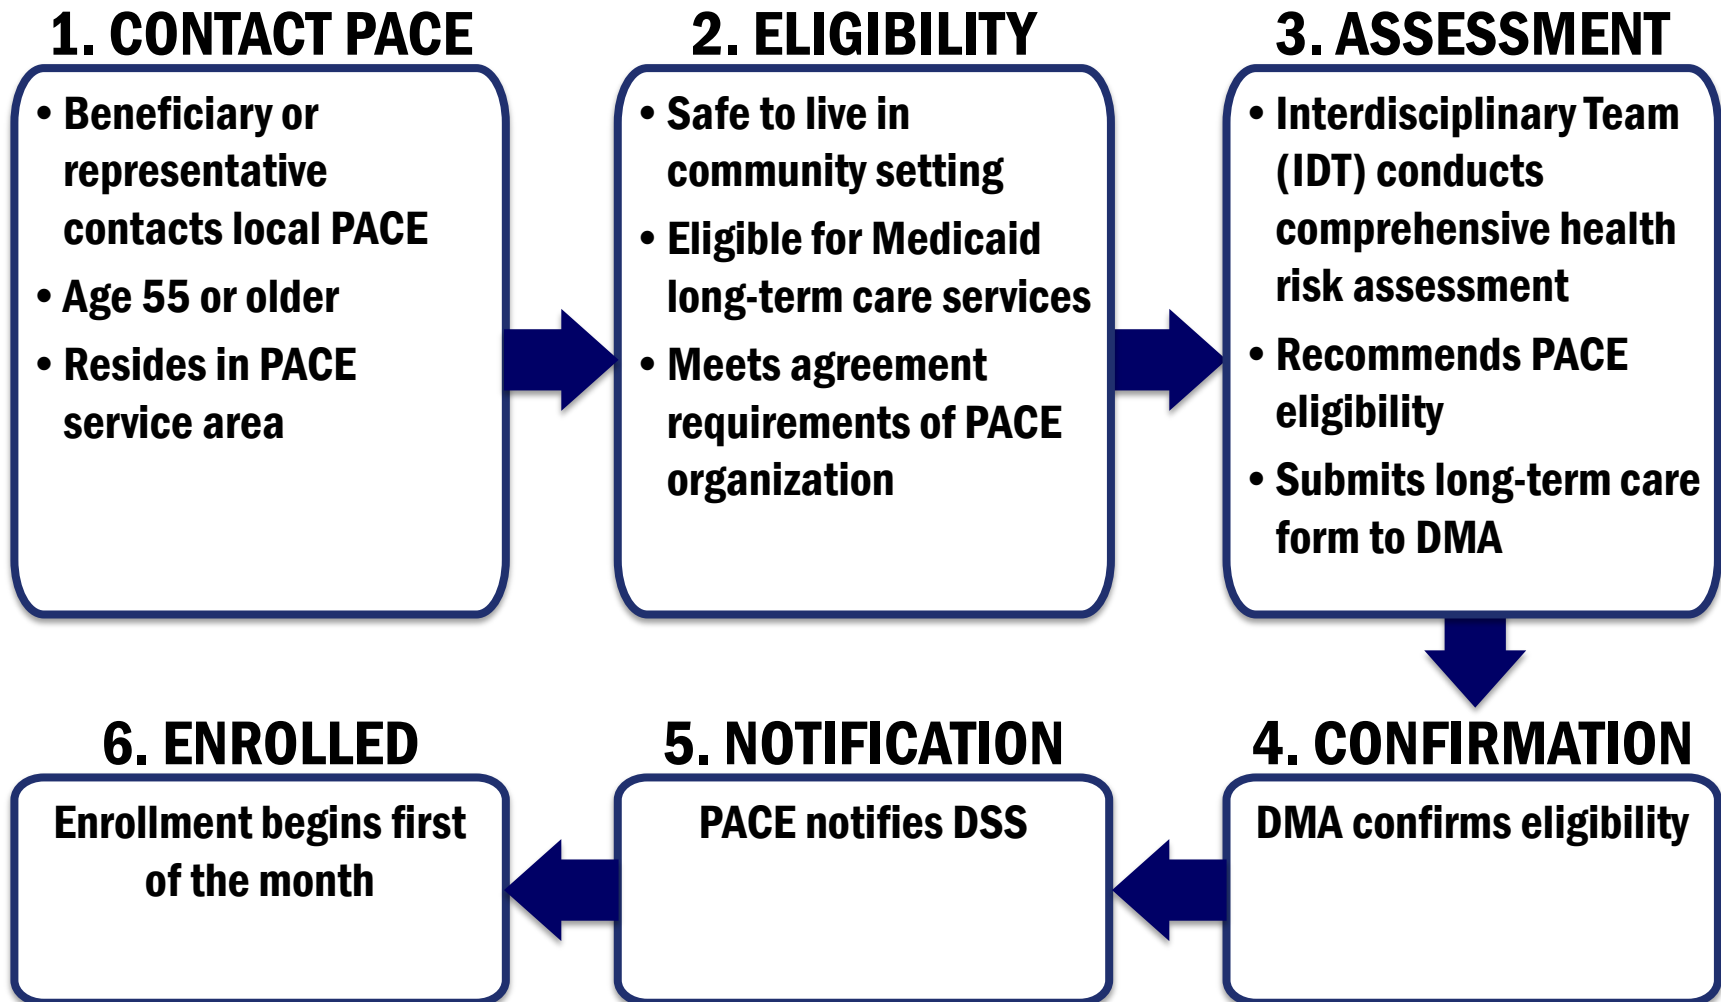 1. CONTACT PACE
• Beneficiary or
representative
contacts local PACE
• Age 55 or older
• Resides in PACE
service area
2. ELIGIBILITY
• Safe to live in
community setting
• Eligible for Medicaid
long-term care services
• Meets agreement
requirements of PACE
organization
3. ASSESSMENT
• Interdisciplinary Team
(IDT) conducts
comprehensive health
risk assessment
• Recommends PACE
eligibility
• Submits long-term care
form to DMA
4. CONFIRMATION
DMA confirms eligibility
5. NOTIFICATION
PACE notifies DSS
6. ENROLLED
Enrollment begins first
of the month